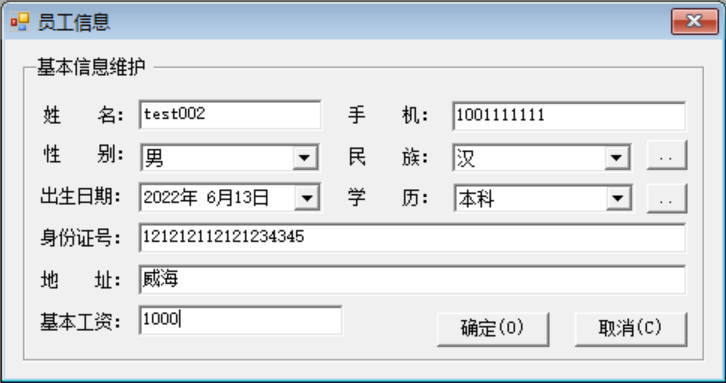 员工信息
基本信息维护
姓 名: test002 手 机: 1001111111
性 别: 男 民 族: 汉 ..
出生日期: 2022年 6月13日 学 历: 本科 ..
身份证号: 121212112121234345
地 址: 威海
基本工资: 1000 确定(O) 取消(C)